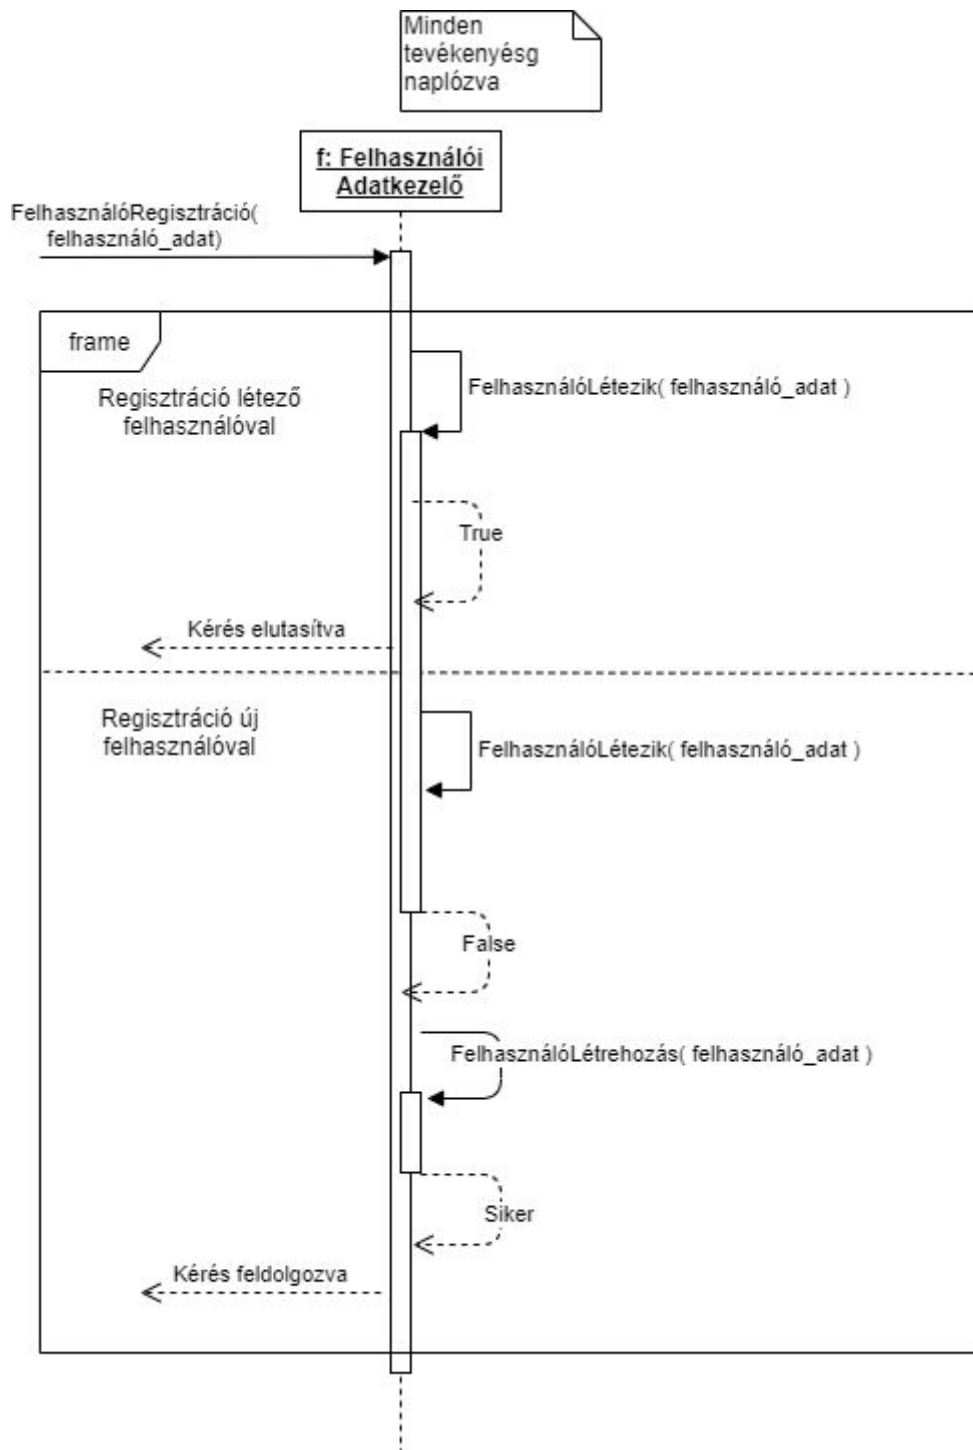 Minden
tevékenyésg
naplózva
f: Felhasználói
Adatkezelő
FelhasználóRegisztráció(
felhasználó_adat)
frame
Regisztráció létező
felhasználóval
FelhasználóLétezik( felhasználó_adat )
True
Kérés elutasítva
Regisztráció új
felhasználóval
FelhasználóLétezik( felhasználó_adat )
False
FelhasználóLétrehozás( felhasználó_adat )
Siker
Kérés feldolgozva